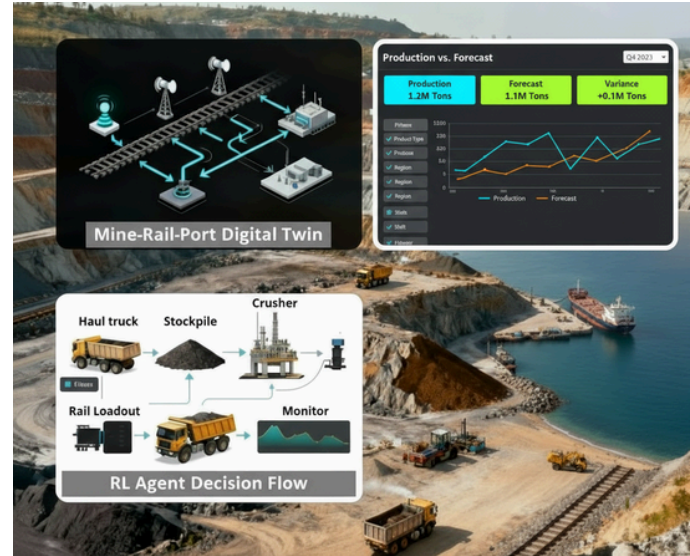 Mine-Rail-Port Digital Twin
Production vs. Forecast
Q4 2023
Production
1.2M Tons
Forecast
1.1M Tons
Variance
+0.1M Tons
Product Type
Region
Region
Region
Production
Forecast
Haul truck
Stockpile
Crusher
Rail Loadout
Monitor
RL Agent Decision Flow